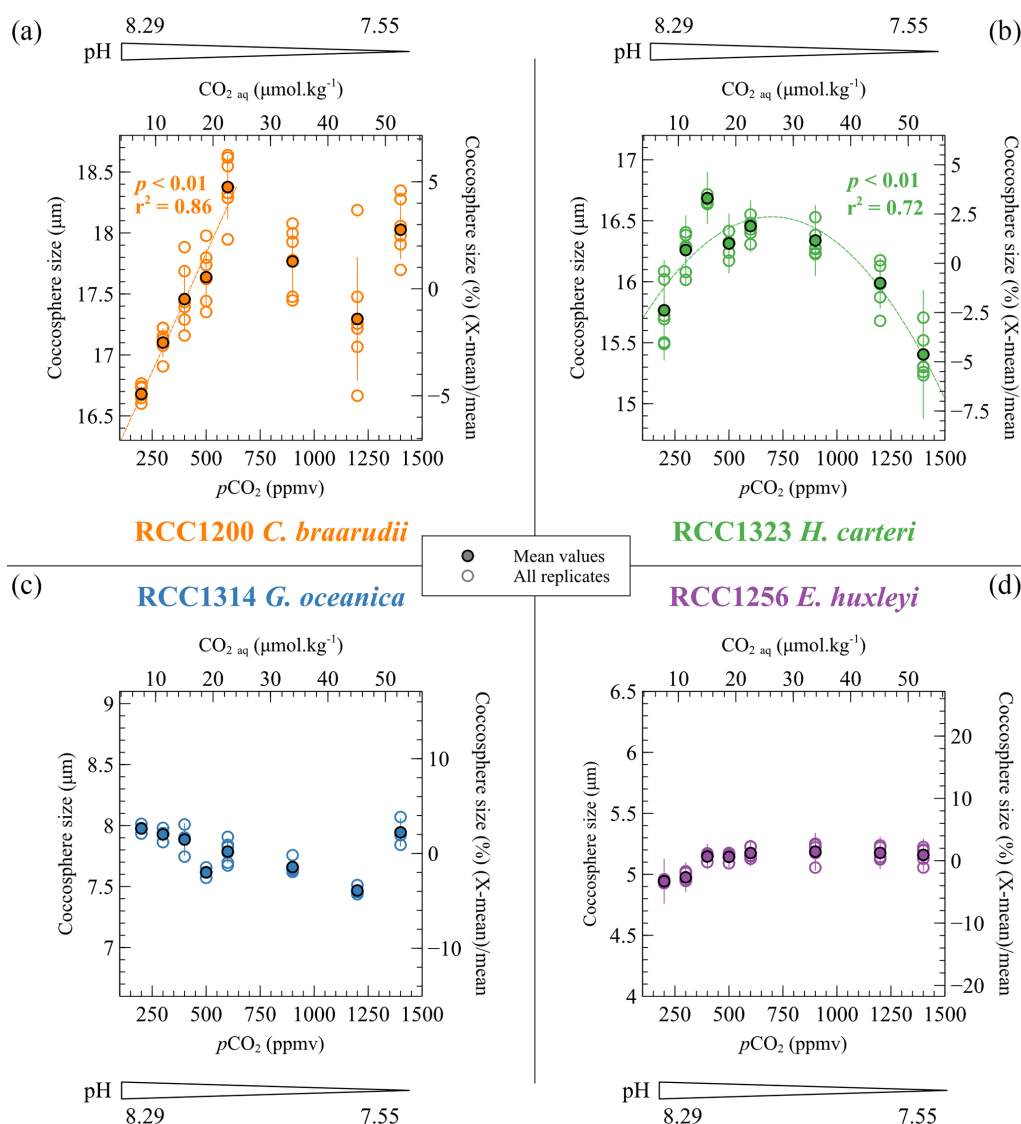 (a)
8.29 7.55
pH
CO2 aq (μmol.kg-1)
10 20 30 40 50
18.5
18
17.5
17
16.5
Coccosphere size (μm)
p < 0.01
r2 = 0.86
5
0
−5
Coccosphere size (%) (X-mean)/mean
250 500 750 1000 1250 1500
pCO2 (ppmv)
RCC1200 C. braarudii
(b)
8.29 7.55
pH
CO2 aq (μmol.kg-1)
10 20 30 40 50
17
16.5
16
15.5
15
Coccosphere size (μm)
p < 0.01
r2 = 0.72
5
2.5
0
−2.5
−5
−7.5
Coccosphere size (%) (X-mean)/mean
250 500 750 1000 1250 1500
pCO2 (ppmv)
RCC1323 H. carteri
Mean values
All replicates
(c)
RCC1314 G. oceanica
CO2 aq (μmol.kg-1)
10 20 30 40 50
9
8.5
8
7.5
7
Coccosphere size (μm)
10
0
−10
Coccosphere size (%) (X-mean)/mean
250 500 750 1000 1250 1500
pCO2 (ppmv)
pH
8.29 7.55
(d)
RCC1256 E. huxleyi
CO2 aq (μmol.kg-1)
10 20 30 40 50
6.5
6
5.5
5
4.5
4
Coccosphere size (μm)
20
10
0
−10
−20
Coccosphere size (%) (X-mean)/mean
250 500 750 1000 1250 1500
pCO2 (ppmv)
pH
8.29 7.55